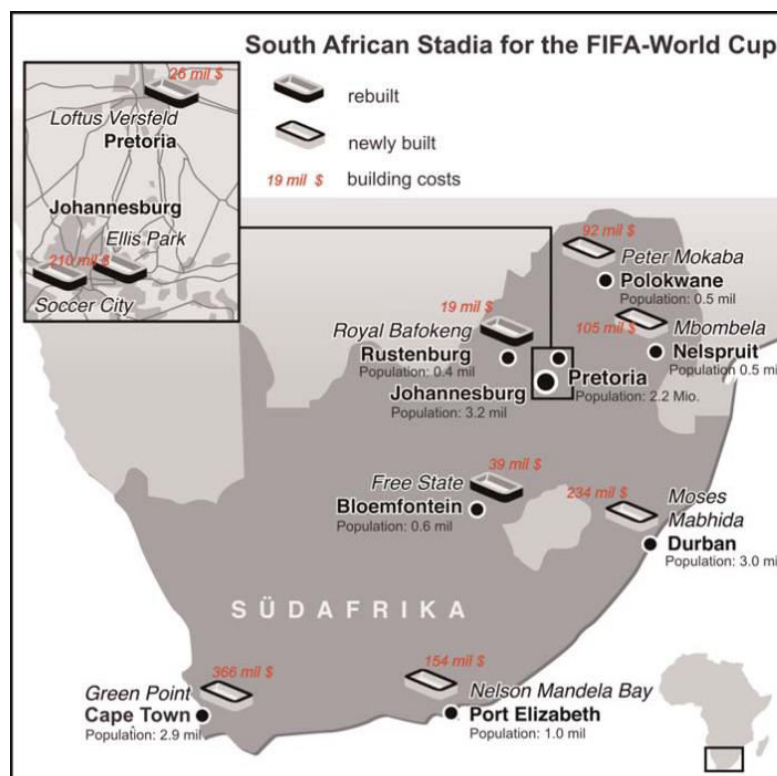 South African Stadia for the FIFA-World Cup
rebuilt
newly built
19 mil $ building costs
26 mil $
Loftus Versfeld
Pretoria
Johannesburg
Ellis Park
210 mil $
Soccer City
92 mil $
Peter Mokaba
Polokwane
Population: 0.5 mil
19 mil $
Royal Bafokeng
Rustenburg
Population: 0.4 mil
105 mil $
Mbombela
Nelspruit
Population 0.5 mi
Johannesburg
Population: 3.2 mil
Pretoria
Population: 2.2 Mio.
39 mil $
Free State
Bloemfontein
Population: 0.6 mil
234 mil $
Moses
Mabhida
Durban
Population: 3.0 mi
SÜDAFRIKA
366 mil $
Green Point
Cape Town
Population: 2.9 mil
154 mil $
Nelson Mandela Bay
Port Elizabeth
Population: 1.0 mil